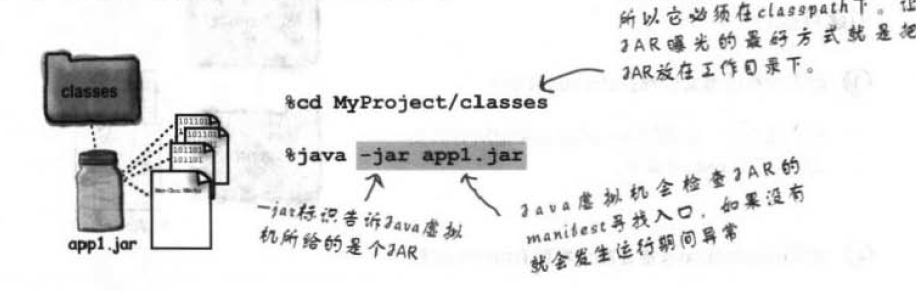 所以它必须在classpath下。让
JAR曝光的最好方式就是把
JAR放在工作目录下。
classes
%cd MyProject/classes
%java -jar app1.jar
101101
101101
101101
101101
app1.jar
-jar标识告诉Java虚拟
机所给的是个JAR
Java虚拟机会检查JAR的
manifest寻找入口，如果没有
就会发生运行期间异常